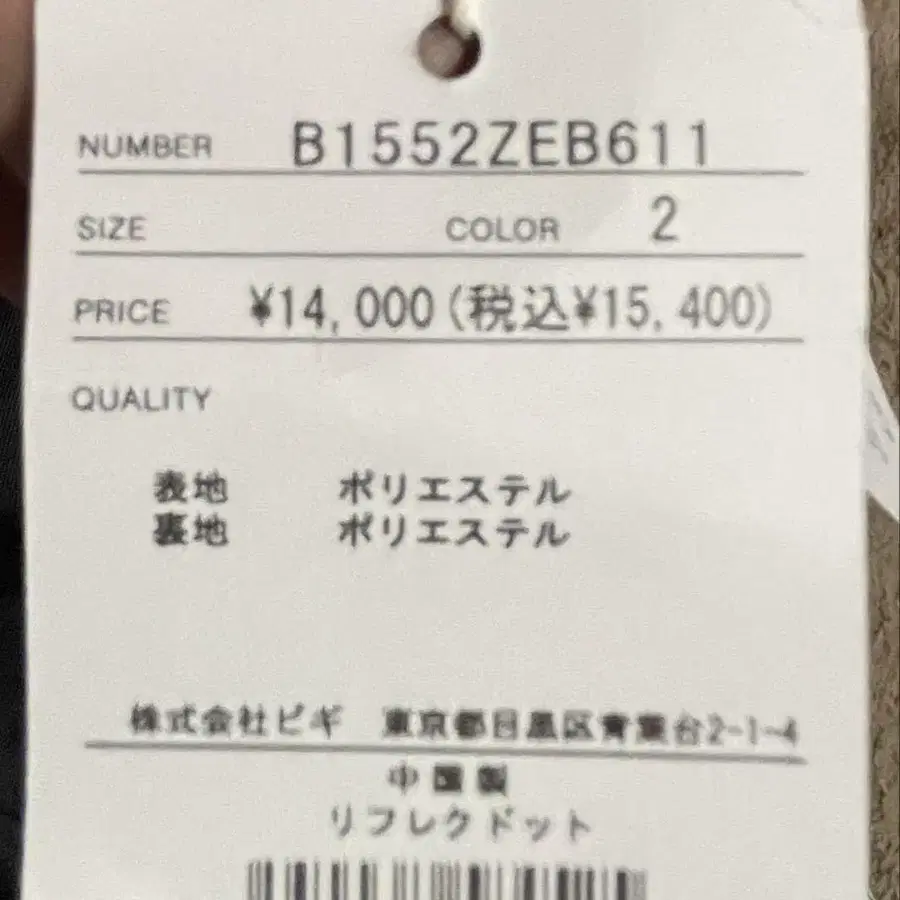 NUMBER B1552ZEB611
SIZE COLOR 2
PRICE ¥14,000(税込¥15,400)
QUALITY
表地 ポリエステル
裏地 ポリエステル
株式会社ビギ 東京都目黒区青葉台2-1-4
中国製
リフレクドット